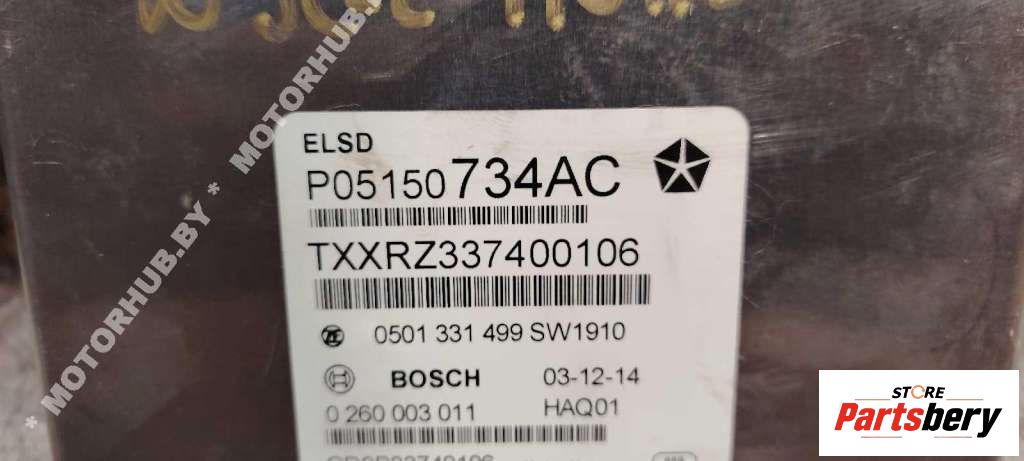 ELSD
P05150734AC
TXXRZ337400106
0501 331 499 SW1910
BOSCH 03-12-14
0 260 003 011 HAQ01
* MOTORHUB.BY * MOTORHUB.BY *
STORE
Partsbery